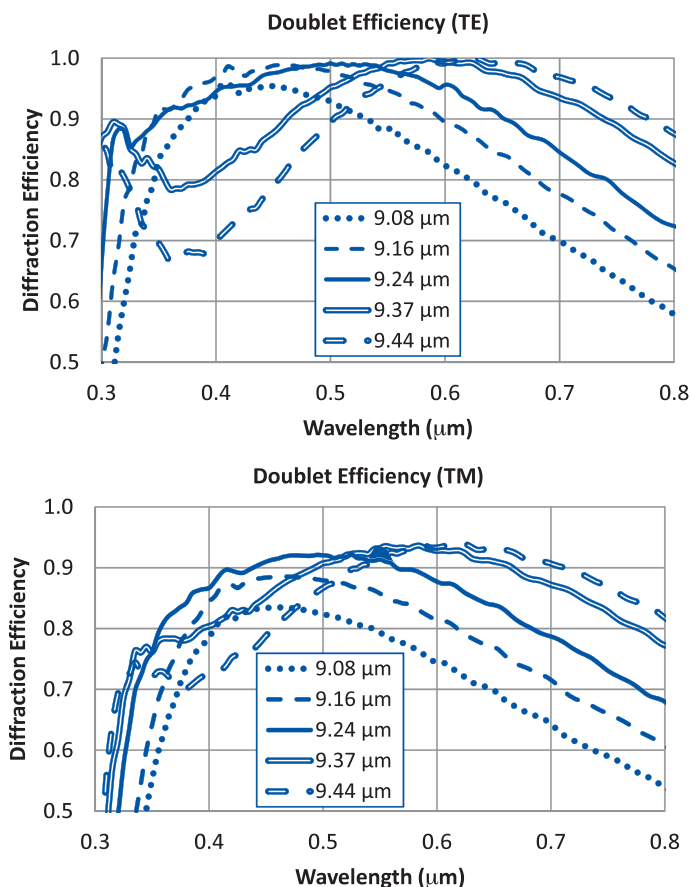 Doublet Efficiency (TE)
Diffraction Efficiency
1.0
0.9
0.8
0.7
0.6
0.5
9.08 μm
9.16 μm
9.24 μm
9.37 μm
9.44 μm
0.3 0.4 0.5 0.6 0.7 0.8
Wavelength (μm)
Doublet Efficiency (TM)
Diffraction Efficiency
1.0
0.9
0.8
0.7
0.6
0.5
9.08 μm
9.16 μm
9.24 μm
9.37 μm
9.44 μm
0.3 0.4 0.5 0.6 0.7 0.8
Wavelength (μm)